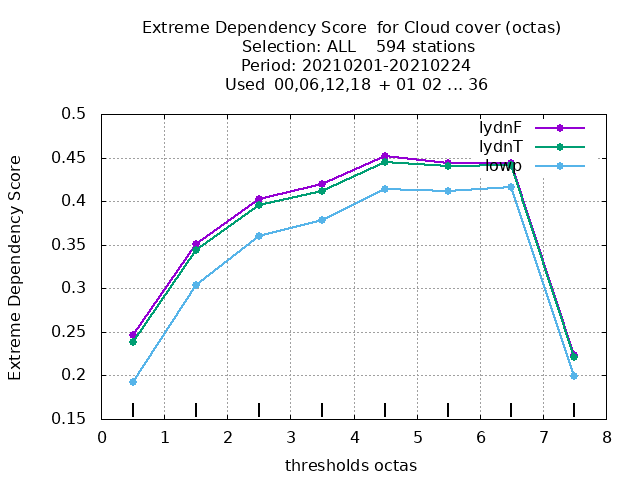 Extreme Dependency Score  for Cloud cover (octas)
Selection: ALL    594 stations
Period: 20210201-20210224
Used  00,06,12,18 + 01 02 ... 36
Extreme Dependency Score
0.5
0.45
0.4
0.35
0.3
0.25
0.2
0.15
lydnF
lydnT
lowp
0 1 2 3 4 5 6 7 8
thresholds octas